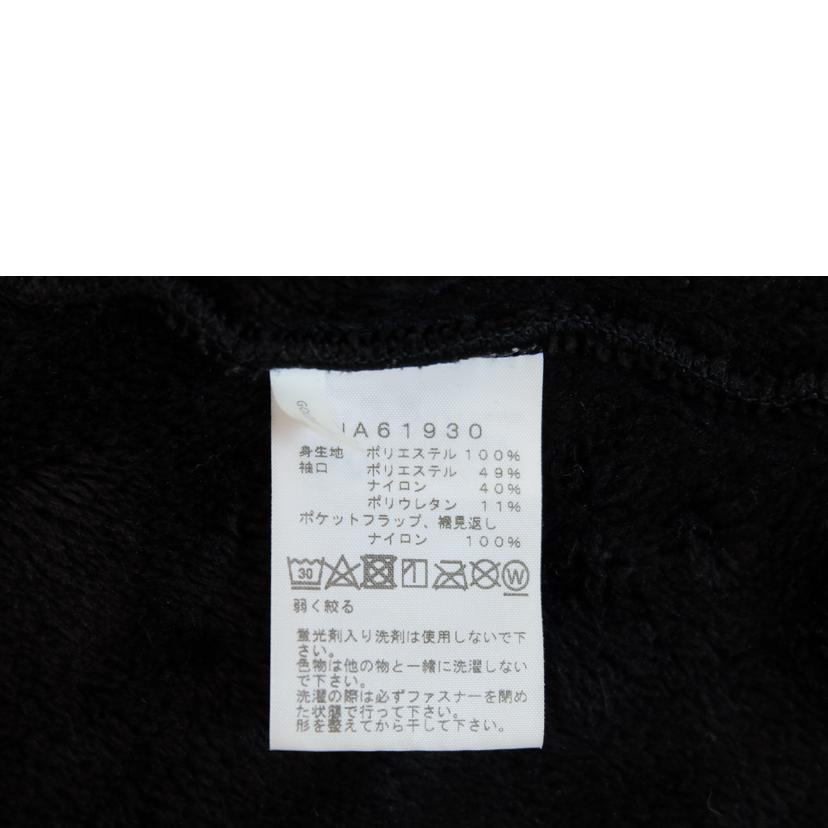 A61930
身生地 ポリエステル 100%
袖口 ポリエステル 49%
ナイロン 40%
ポリウレタン 11%
ポケットフラップ、裾見返し
ナイロン 100%
30
W
弱く絞る
蛍光剤入り洗剤は使用しないで下
さい。
色物は他の物と一緒に洗濯しない
で下さい。
洗濯の際は必ずファスナーを閉め
た状態で行って下さい。
形を整えてから干して下さい。